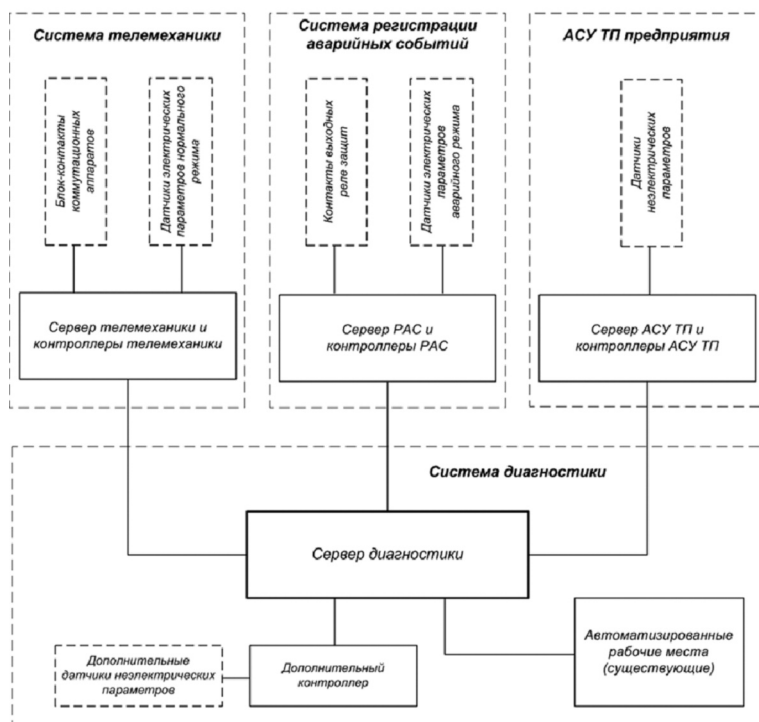 Система телемеханики
Блок-контакты
коммутационных
аппаратов
Датчики электрических
параметров нормального
режима
Сервер телемеханики и
контроллеры телемеханики
Система регистрации
аварийных событий
Контакты выходных
реле защит
Датчики электрических
параметров
аварийного режима
Сервер РАС и
контроллеры РАС
АСУ ТП предприятия
Датчики
неэлектрических
параметров
Сервер АСУ ТП и
контроллеры АСУ ТП
Система диагностики
Сервер диагностики
Дополнительные
датчики неэлектрических
параметров
Дополнительный
контроллер
Автоматизированные
рабочие места
(существующие)